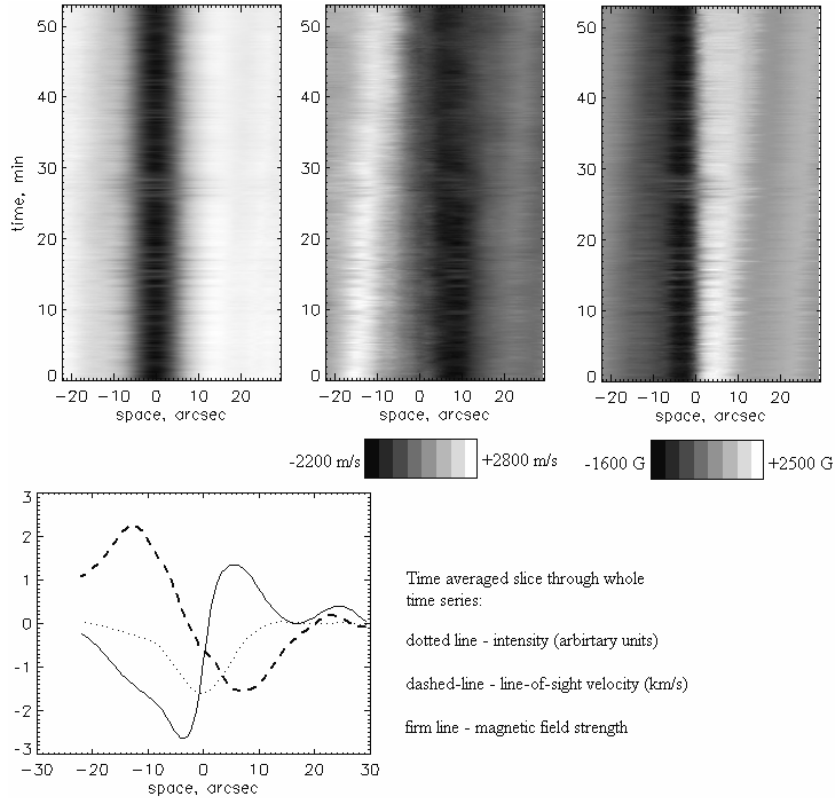 50
40
30
20
10
0
time, min
-20 -10 0 10 20
space, arcsec
50
40
30
20
10
0
-20 -10 0 10 20
space, arcsec
50
40
30
20
10
0
-20 -10 0 10 20
space, arcsec
-2200 m/s +2800 m/s
-1600 G +2500 G
3
2
1
0
-1
-2
-3
-30 -20 -10 0 10 20 30
space, arcsec
Time averaged slice through whole
time series:
dotted line - intensity (arbirtary units)
dashed-line - line-of-sight velocity (km/s)
firm line - magnetic field strength